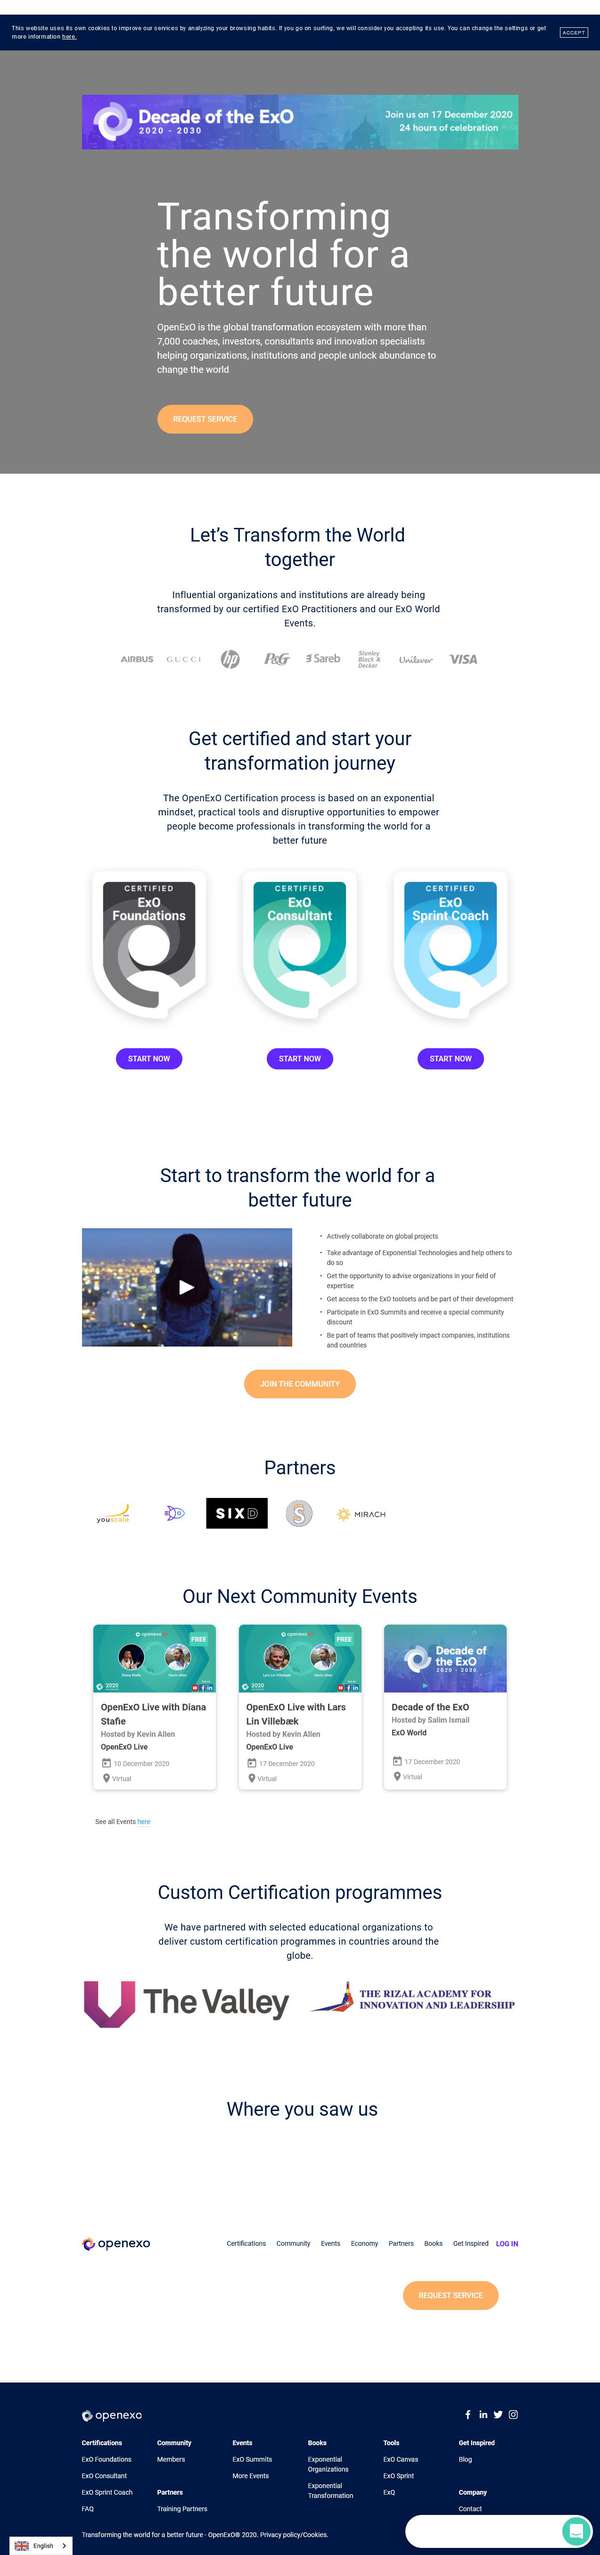 This website uses its own cookies to improve our services by analyzing your browsing habits. If you go on surfing, we will consider you accepting its use. You can change the settings or get
more information here.
ACCEPT
Decade of the ExO
2020 - 2030
Join us on 17 December 2020
24 hours of celebration
Transforming
the world for a
better future
OpenExO is the global transformation ecosystem with more than
7,000 coaches, investors, consultants and innovation specialists
helping organizations, institutions and people unlock abundance to
change the world
REQUEST SERVICE
Let's Transform the World
together
Influential organizations and institutions are already being
transformed by our certified ExO Practitioners and our ExO World
Events.
AIRBUS
GUCCI
hp
P&G
Sareb
Stanley
Black &
Decker
Unilever
VISA
Get certified and start your
transformation journey
The OpenExO Certification process is based on an exponential
mindset, practical tools and disruptive opportunities to empower
people become professionals in transforming the world for a
better future
CERTIFIED
ExO
Foundations
CERTIFIED
ExO
Consultant
CERTIFIED
ExO
Sprint Coach
START NOW
START NOW
START NOW
Start to transform the world for a
better future
• Actively collaborate on global projects
• Take advantage of Exponential Technologies and help others to
do so
• Get the opportunity to advise organizations in your field of
expertise
• Get access to the ExO toolsets and be part of their development
• Participate in ExO Summits and receive a special community
discount
• Be part of teams that positively impact companies, institutions
and countries
JOIN THE COMMUNITY
Partners
youscale
SIXD
S
MIRACH
Our Next Community Events
openexo
FREE
2020
OpenExO Live with Diana
Stafie
Hosted by Kevin Allen
OpenExO Live
10 December 2020
Virtual
openexo
FREE
2020
OpenExO Live with Lars
Lin Villebæk
Hosted by Kevin Allen
OpenExO Live
17 December 2020
Virtual
Decade of
the ExO
2020 - 2030
Decade of the ExO
Hosted by Salim Ismail
ExO World
17 December 2020
Virtual
See all Events here
Custom Certification programmes
We have partnered with selected educational organizations to
deliver custom certification programmes in countries around the
globe.
The Valley
THE RIZAL ACADEMY FOR
INNOVATION AND LEADERSHIP
Where you saw us
openexo
Certifications Community Events Economy Partners Books Get Inspired LOG IN
REQUEST SERVICE
openexo
Certifications
ExO Foundations
ExO Consultant
ExO Sprint Coach
FAQ
Community
Members
Partners
Training Partners
Events
ExO Summits
More Events
Books
Exponential
Organizations
Exponential
Transformation
Tools
ExO Canvas
ExO Sprint
ExQ
Get Inspired
Blog
Company
Contact
Transforming the world for a better future - OpenExO® 2020. Privacy policy/Cookies.
English